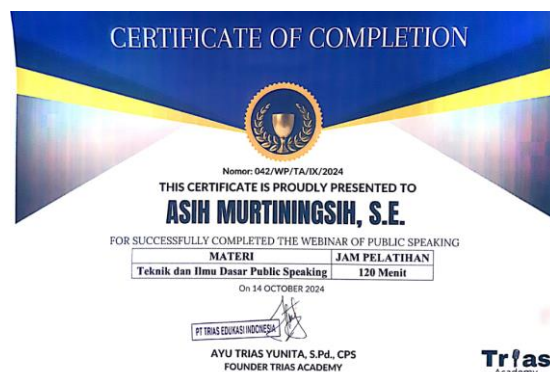 CERTIFICATE OF COMPLETION
Nomor: 042/WP/TA/IX/2024
THIS CERTIFICATE IS PROUDLY PRESENTED TO
ASIH MURTININGSIH, S.E.
FOR SUCCESSFULLY COMPLETED THE WEBINAR OF PUBLIC SPEAKING
MATERI JAM PELATIHAN
Teknik dan Ilmu Dasar Public Speaking 120 Menit
On 14 OCTOBER 2024
PT TRIAS EDUKASI INDONESIA
AYU TRIAS YUNITA, S.Pd., CPS
FOUNDER TRIAS ACADEMY
Trias
Academy